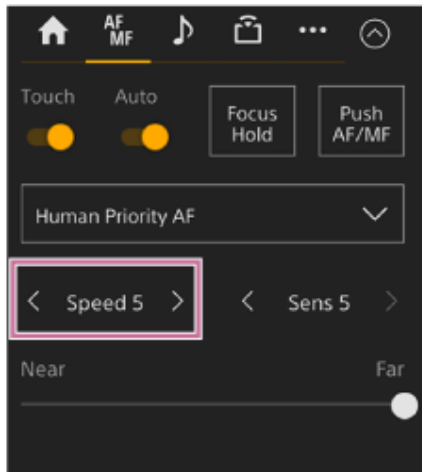 AF
MF
Touch
Auto
Focus
Hold
Push
AF/MF
Human Priority AF
Speed 5
Sens 5
Near
Far